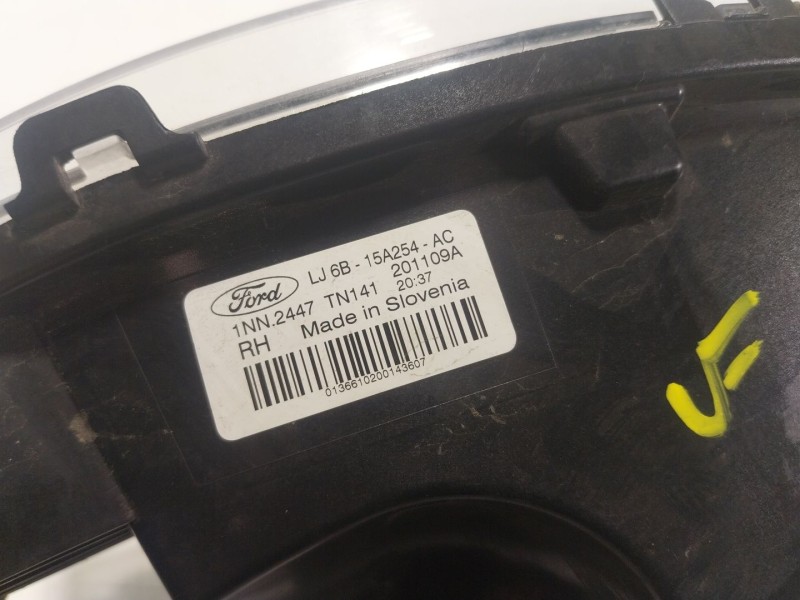 Ford LJ 6B - 15A254 - AC
1NN.2447 TN141 201109A
20:37
RH Made in Slovenia
0136610200143607